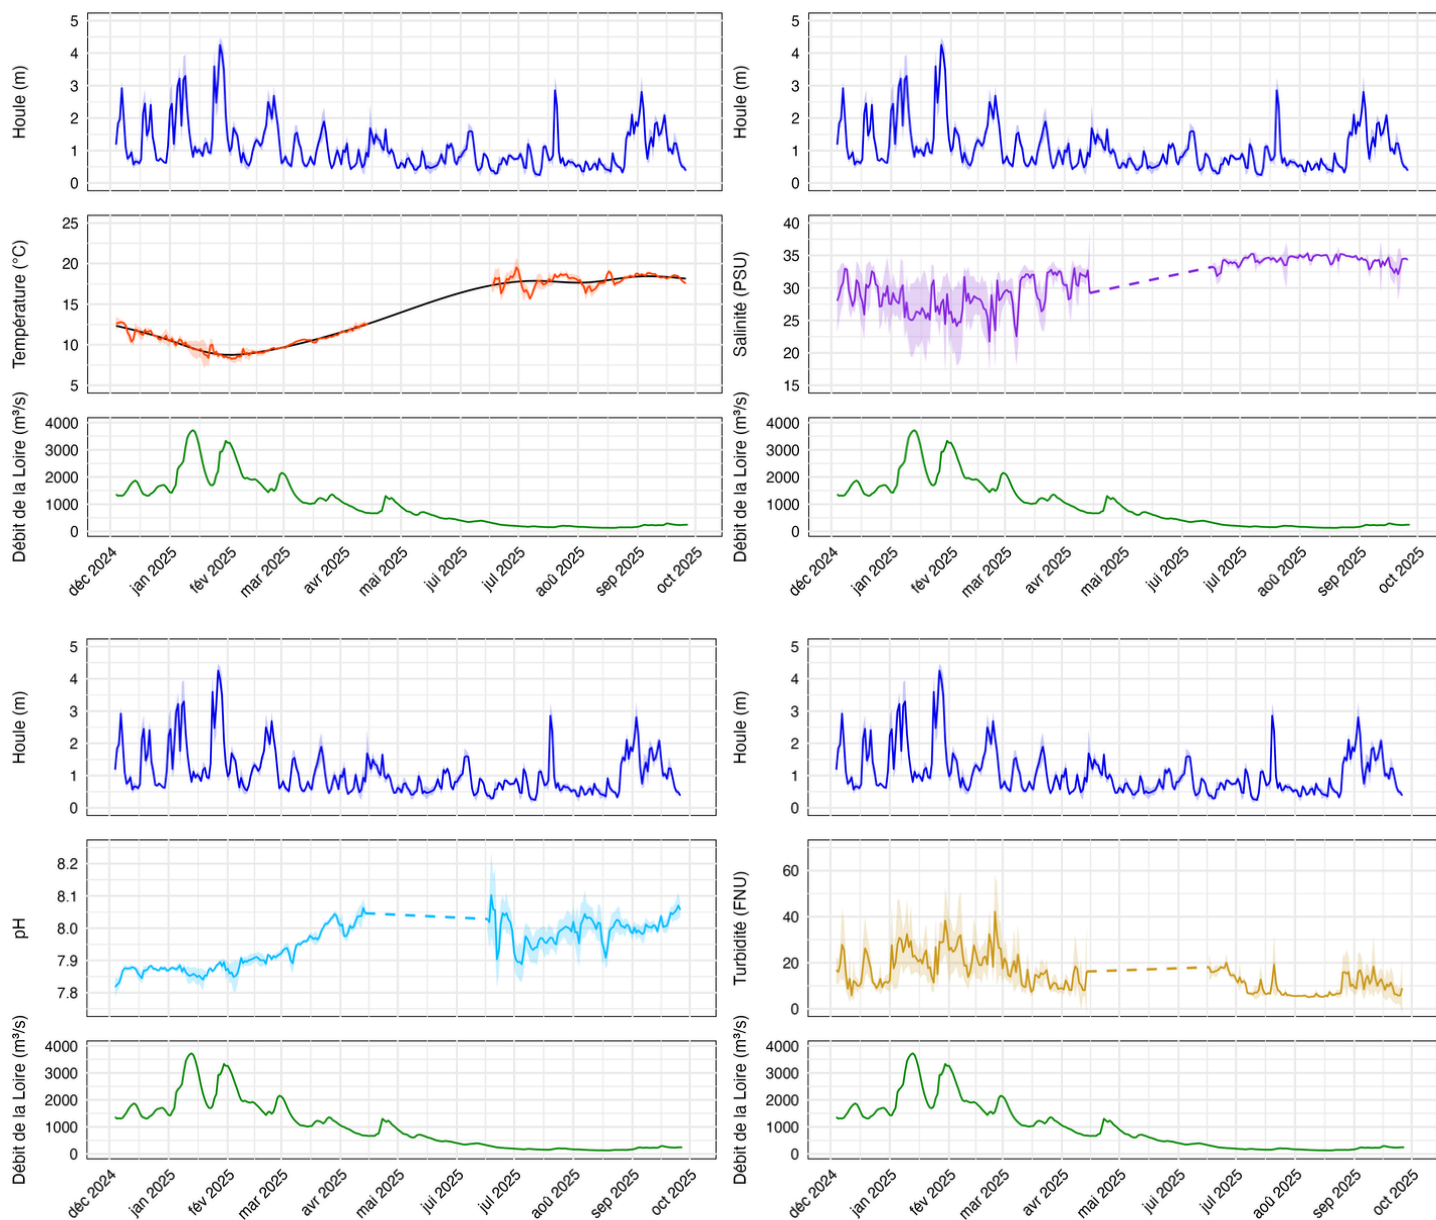 Houle (m)
5
4
3
2
1
0
Houle (m)
5
4
3
2
1
0
Température (°C)
25
20
15
10
5
Salinité (PSU)
40
35
30
25
20
15
Débit de la Loire (m³/s)
4000
3000
2000
1000
0
déc 2024
jan 2025
fév 2025
mar 2025
avr 2025
mai 2025
jul 2025
jul 2025
aoû 2025
sep 2025
oct 2025
Débit de la Loire (m³/s)
4000
3000
2000
1000
0
déc 2024
jan 2025
fév 2025
mar 2025
avr 2025
mai 2025
jul 2025
jul 2025
aoû 2025
sep 2025
oct 2025
Houle (m)
5
4
3
2
1
0
Houle (m)
5
4
3
2
1
0
pH
8.2
8.1
8.0
7.9
7.8
Turbidité (FNU)
60
40
20
0
Débit de la Loire (m³/s)
4000
3000
2000
1000
0
déc 2024
jan 2025
fév 2025
mar 2025
avr 2025
mai 2025
jul 2025
jul 2025
aoû 2025
sep 2025
oct 2025
Débit de la Loire (m³/s)
4000
3000
2000
1000
0
déc 2024
jan 2025
fév 2025
mar 2025
avr 2025
mai 2025
jul 2025
jul 2025
aoû 2025
sep 2025
oct 2025